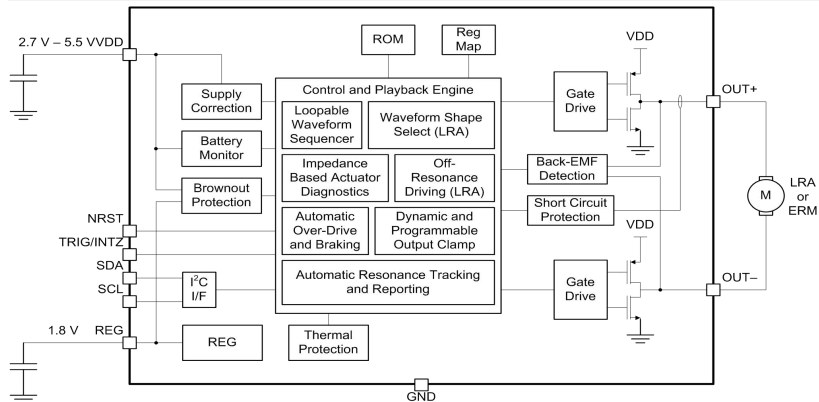 2.7 V – 5.5 VVDD
ROM
Reg
Map
VDD
Supply
Correction
Control and Playback Engine
Gate
Drive
OUT+
Loopable
Waveform
Sequencer
Waveform Shape
Select (LRA)
Battery
Monitor
Impedance
Based Actuator
Diagnostics
Off-
Resonance
Driving (LRA)
Back-EMF
Detection
Brownout
Protection
M
LRA
or
ERM
NRST
Automatic
Over-Drive
and Braking
Dynamic and
Programmable
Output Clamp
Short Circuit
Protection
VDD
TRIG/INTZ
SDA
SCL
I²C
I/F
Automatic Resonance Tracking
and Reporting
Gate
Drive
OUT–
1.8 V
REG
REG
Thermal
Protection
GND